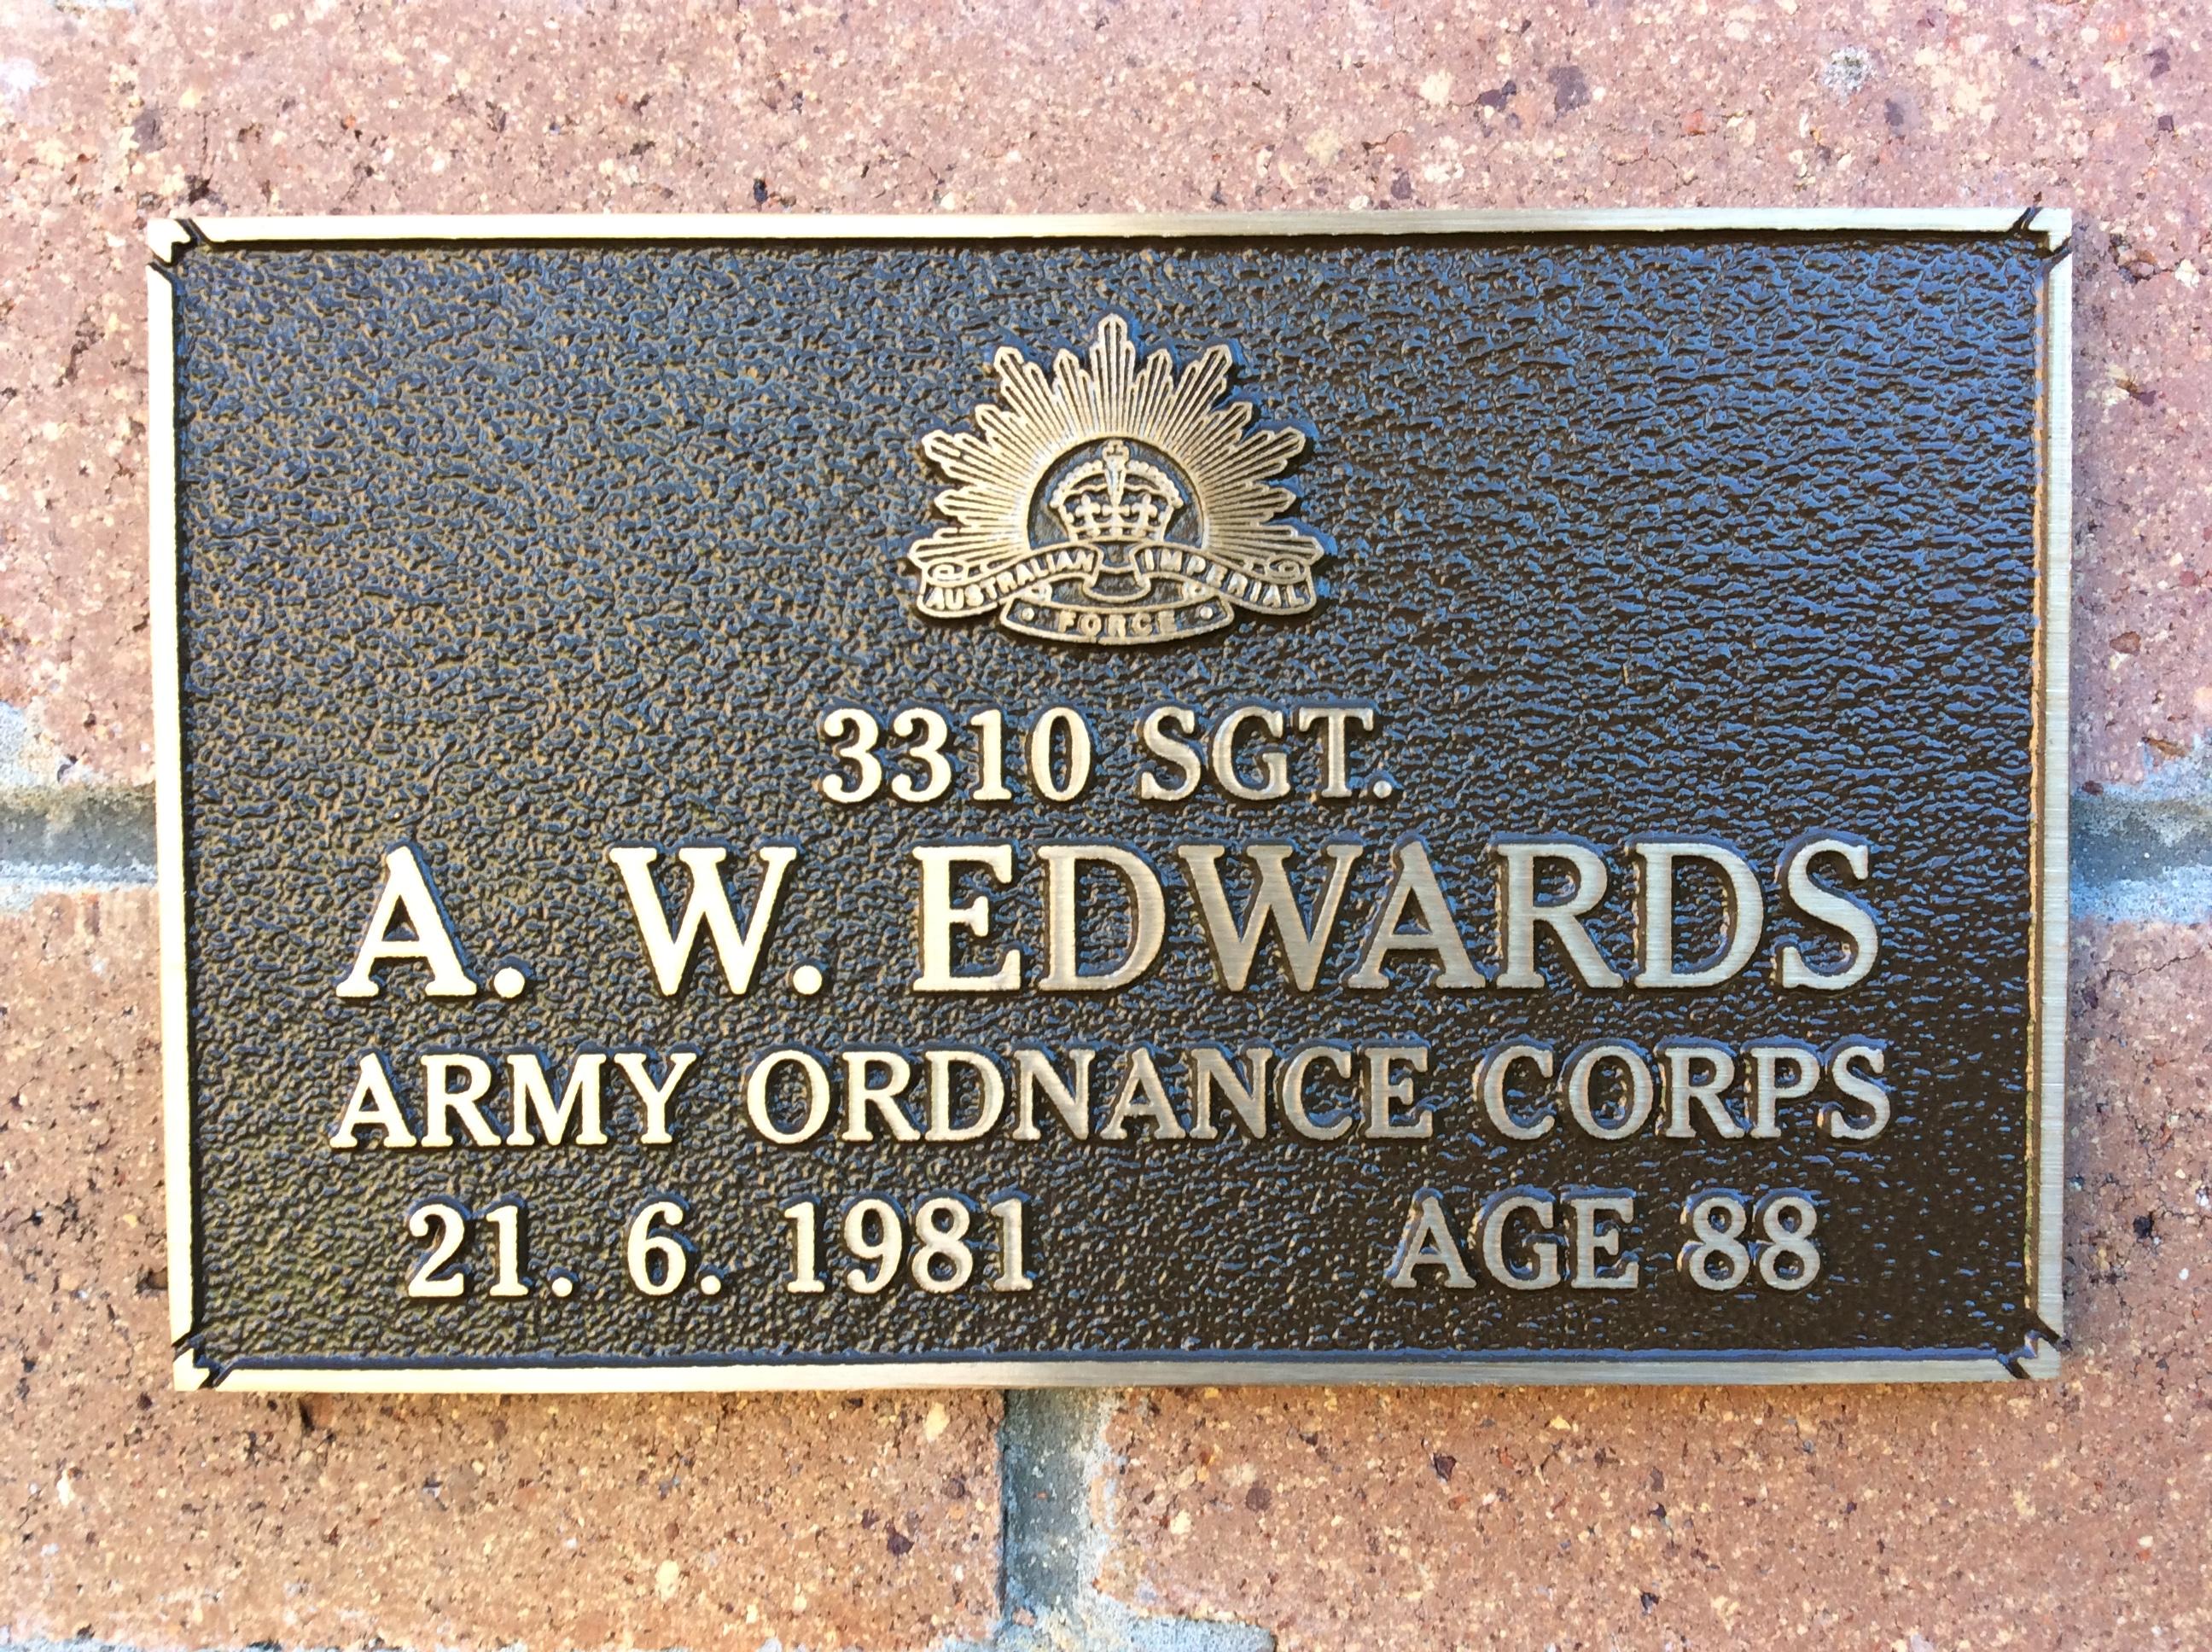 AUSTRALIAN IMPERIAL
FORCE
3310 SGT.
A. W. EDWARDS
ARMY ORDNANCE CORPS
21. 6. 1981 AGE 88